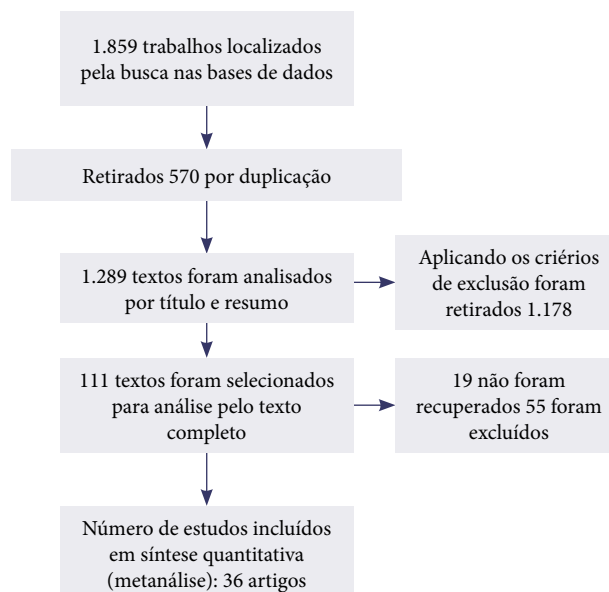 1.859 trabalhos localizados
pela busca nas bases de dados
Retirados 570 por duplicação
1.289 textos foram analisados
por título e resumo
Aplicando os criérios
de exclusão foram
retirados 1.178
111 textos foram selecionados
para análise pelo texto
completo
19 não foram
recuperados 55 foram
excluídos
Número de estudos incluídos
em síntese quantitativa
(metanálise): 36 artigos